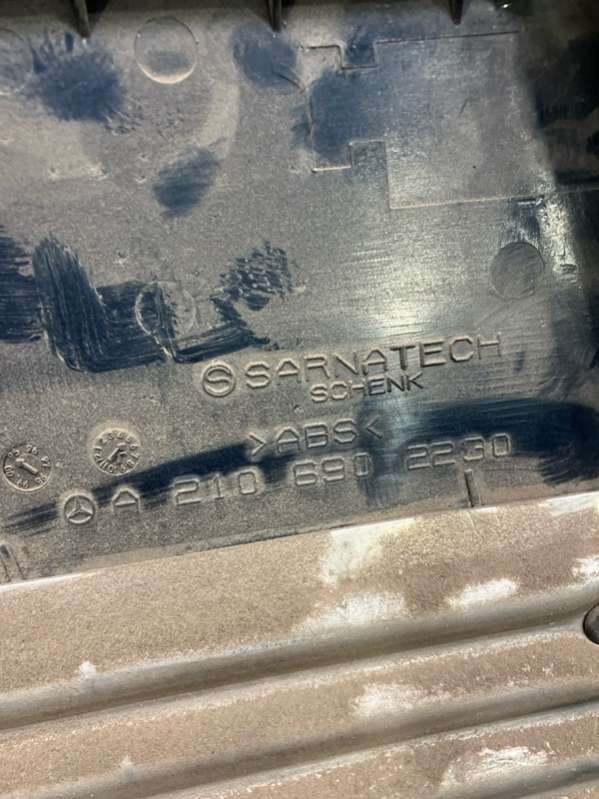 SARNATECH
SCHENK
>ABS<
A 210 690 2230